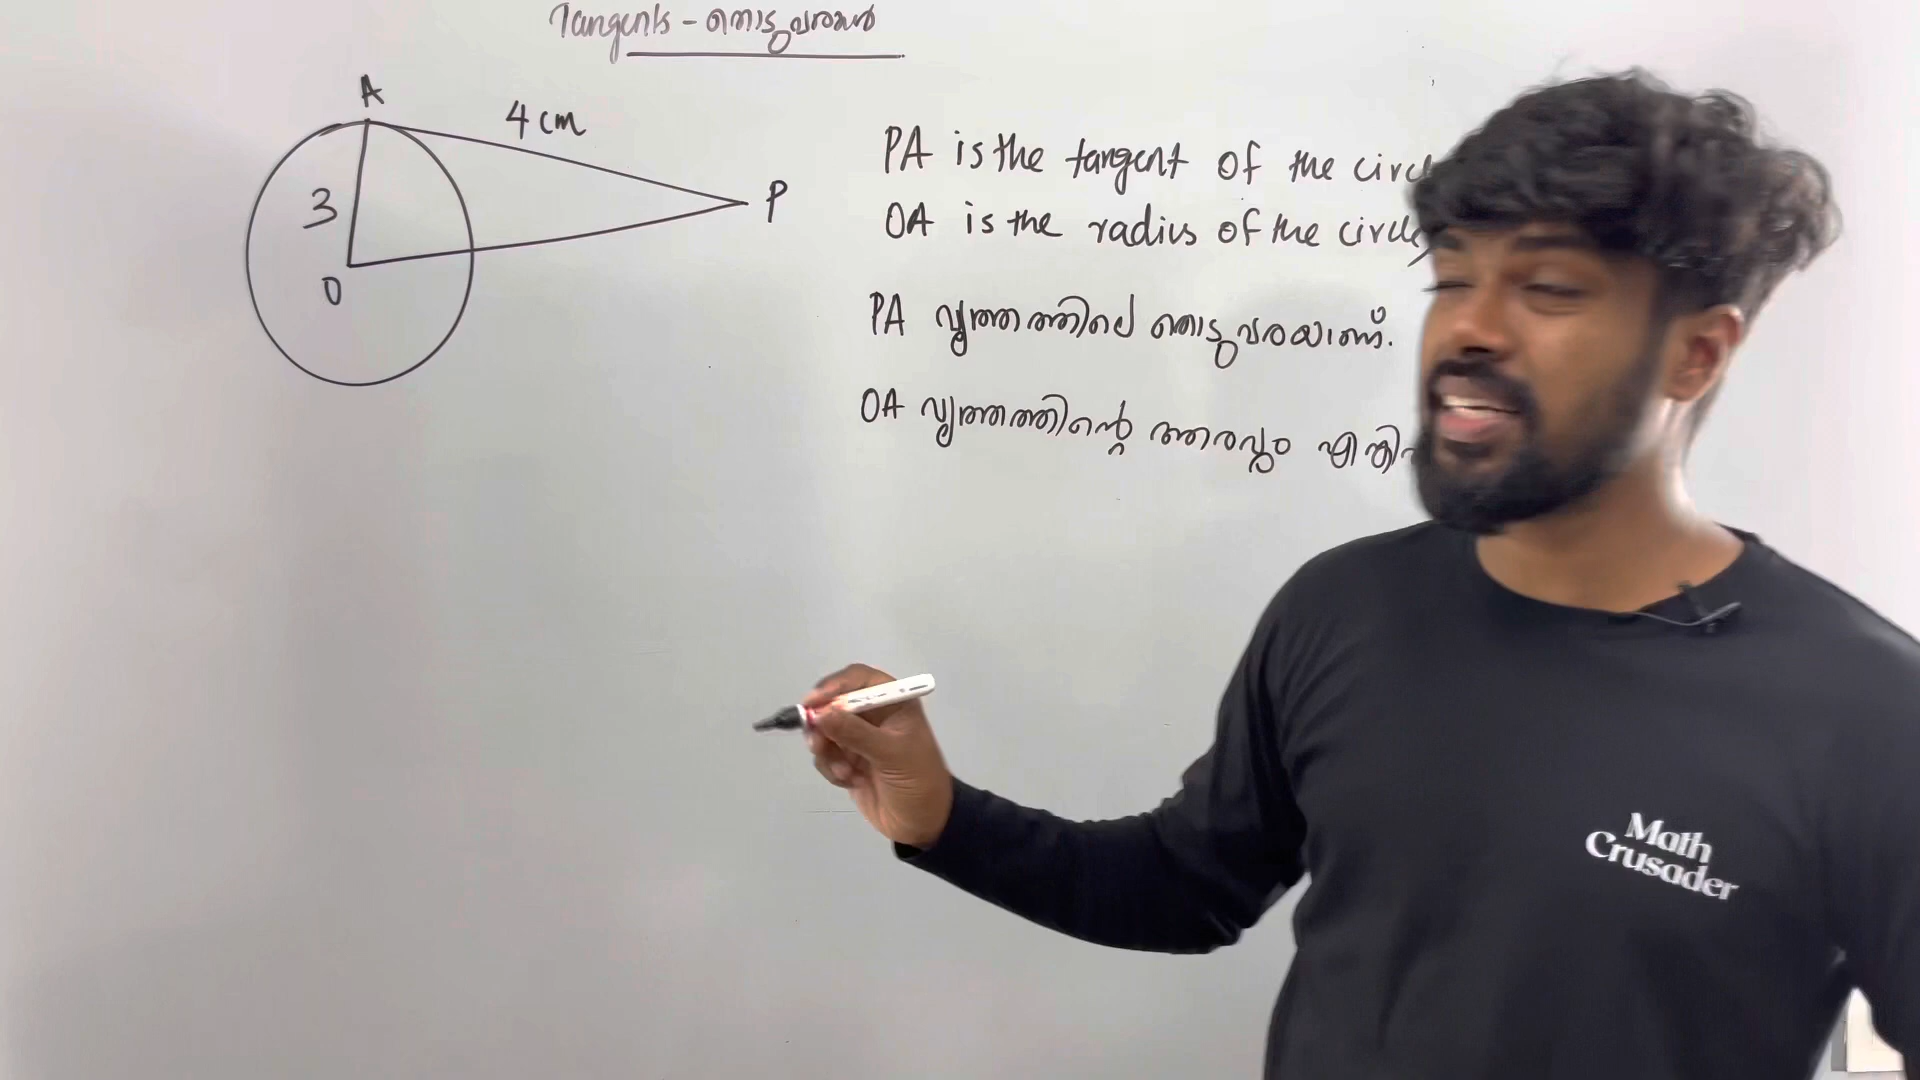 Tangents - തൊടുവരകൾ
A
4 cm
P
3
O
PA is the tangent of the circ
OA is the radius of the circle,
PA വൃത്തത്തിലെ തൊടുവരയാണ്.
OA വൃത്തത്തിന്റെ ആരവും
Math
Crusader